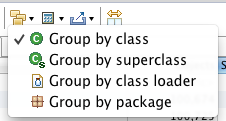 Group by class
Group by superclass
Group by class loader
Group by package